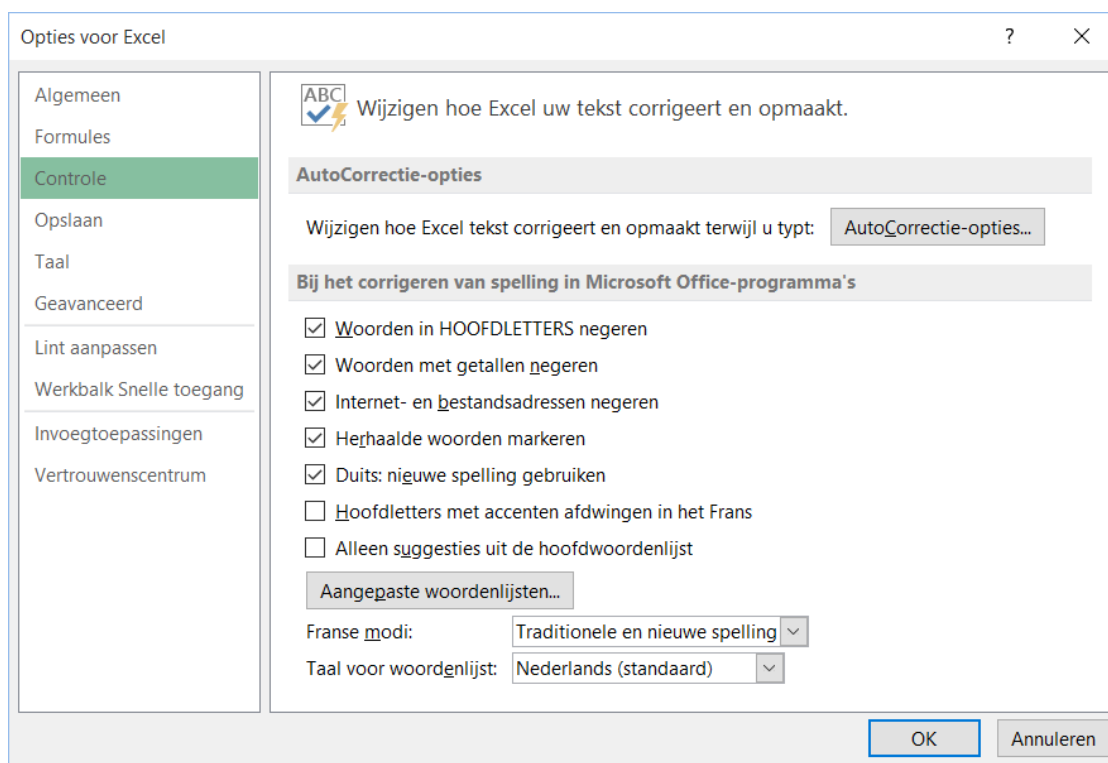 Opties voor Excel
?
Algemeen
Formules
Controle
Opslaan
Taal
Geavanceerd
Lint aanpassen
Werkbalk Snelle toegang
Invoegtoepassingen
Vertrouwenscentrum
ABC
Wijzigen hoe Excel uw tekst corrigeert en opmaakt.
AutoCorrectie-opties
Wijzigen hoe Excel tekst corrigeert en opmaakt terwijl u typt: AutoCorrectie-opties...
Bij het corrigeren van spelling in Microsoft Office-programma's
Woorden in HOOFDLETTERS negeren
Woorden met getallen negeren
Internet- en bestandsadressen negeren
Herhaalde woorden markeren
Duits: nieuwe spelling gebruiken
Hoofdletters met accenten afdwingen in het Frans
Alleen suggesties uit de hoofdwoordenlijst
Aangepaste woordenlijsten...
Franse modi: Traditionele en nieuwe spelling
Taal voor woordenlijst: Nederlands (standaard)
OK Annuleren